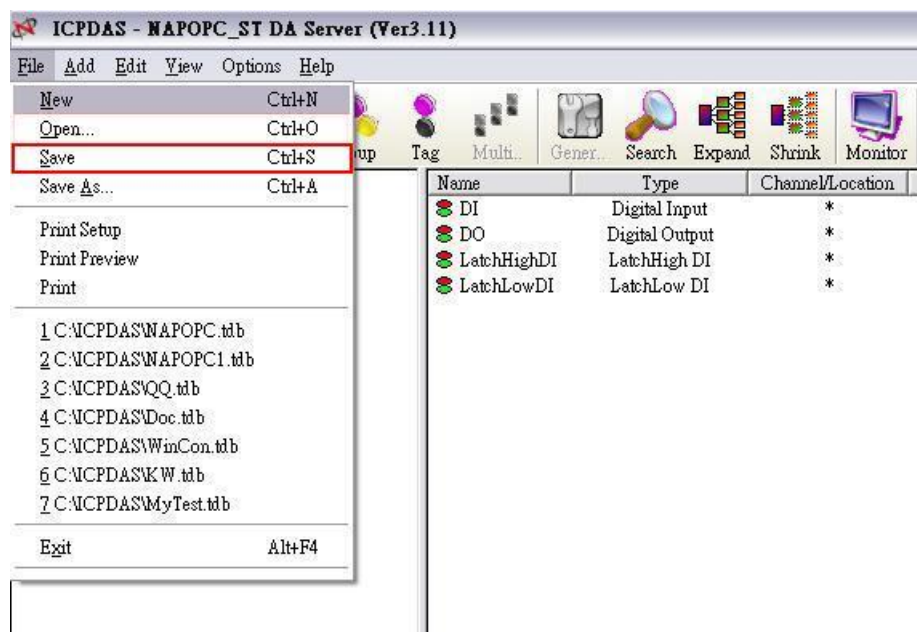 ICPDAS - NAPOPC_ST DA Server (Ver3.11)
File Add Edit View Options Help
New Ctrl+N
Open... Ctrl+O
Save Ctrl+S
Save As... Ctrl+A
Print Setup
Print Preview
Print
1 C:\ICPDAS\NAPOPC.tdb
2 C:\ICPDAS\NAPOPC1.tdb
3 C:\ICPDAS\QQ.tdb
4 C:\ICPDAS\Doc.tdb
5 C:\ICPDAS\WinCon.tdb
6 C:\ICPDAS\KW.tdb
7 C:\ICPDAS\MyTest.tdb
Exit Alt+F4
up Tag Multi.. Gener.. Search Expand Shrink Monitor
Name Type Channel/Location
DI Digital Input *
DO Digital Output *
LatchHighDI LatchHigh DI *
LatchLowDI LatchLow DI *